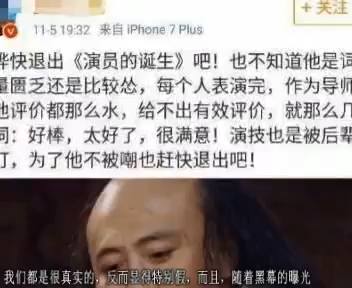 + 关注
11-5 19:32 来自 iPhone 7 Plus
晔快退出《演员的诞生》吧！也不知道他是词
量匮乏还是比较怂，每个人表演完，作为导师
他评价都那么水，给不出有效评价，就那么几
词：好棒，太好了，很满意！演技也是被后辈
打，为了他不被嘲也赶快退出吧！
我们都是很真实的，反而显得特别假，而且，随着黑幕的曝光